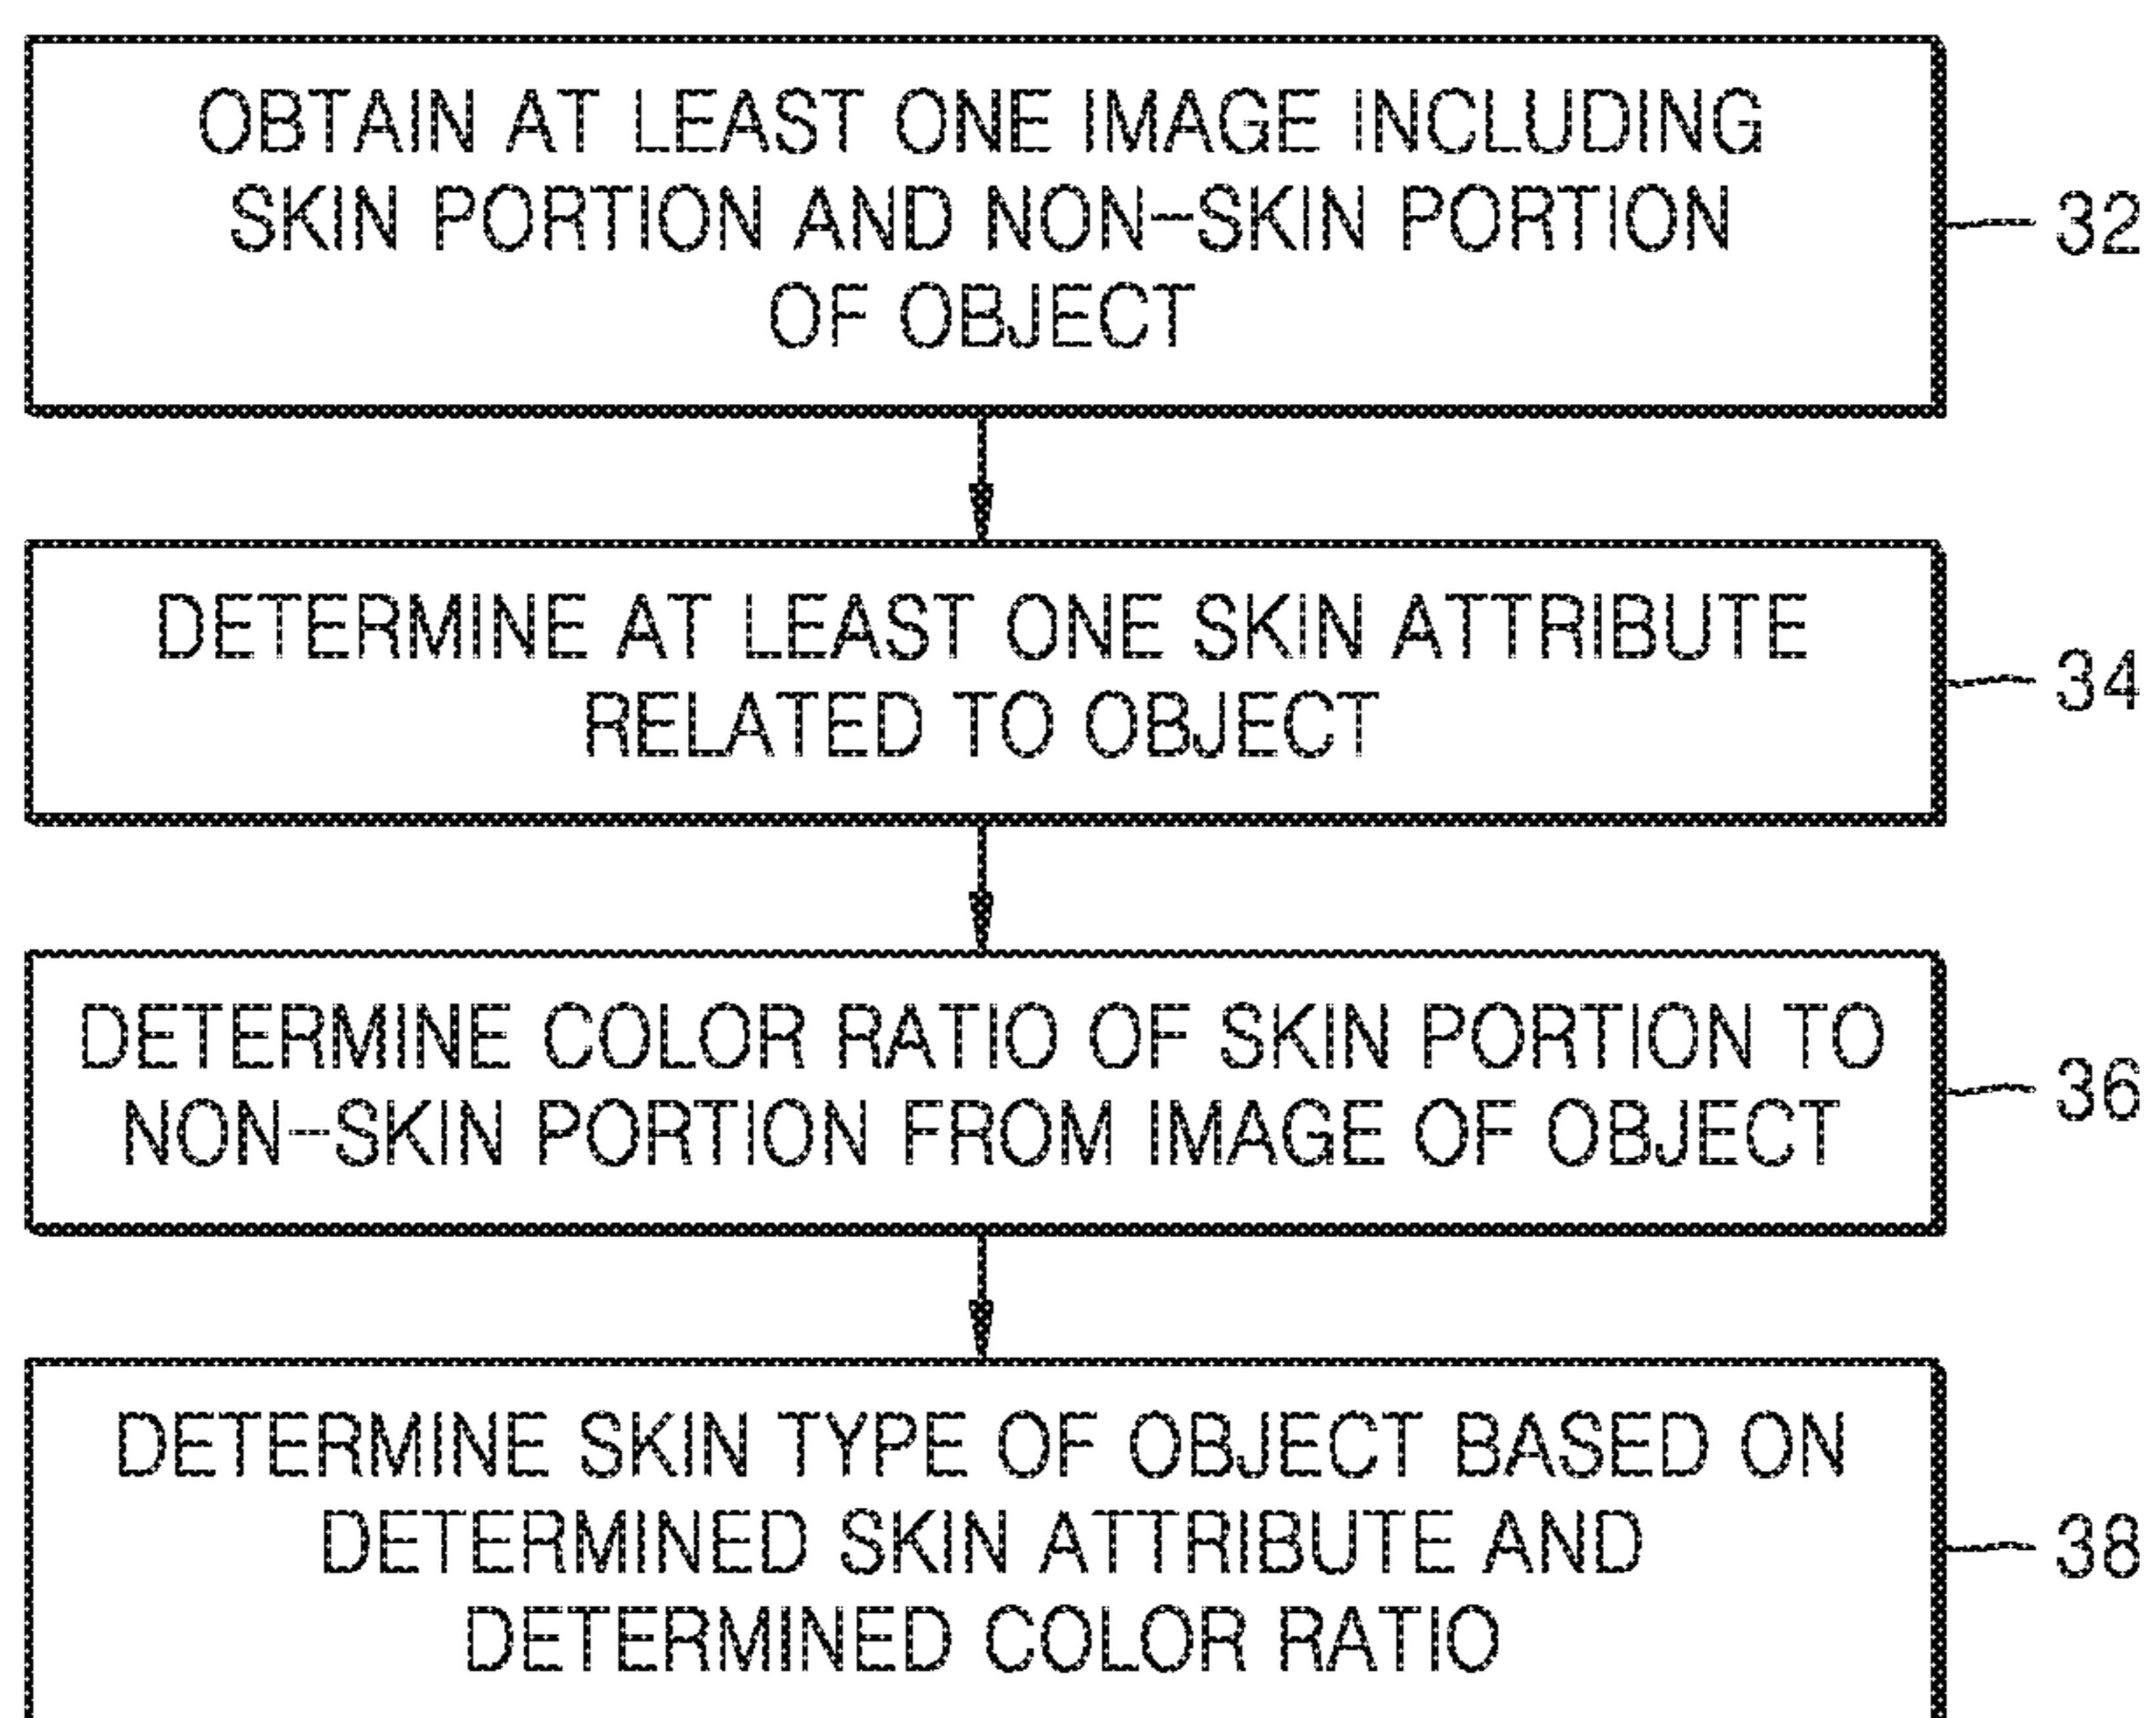 OBTAIN AT LEAST ONE IMAGE INCLUDING
SKIN PORTION AND NON-SKIN PORTION
OF OBJECT
32
DETERMINE AT LEAST ONE SKIN ATTRIBUTE
RELATED TO OBJECT
34
DETERMINE COLOR RATIO OF SKIN PORTION TO
NON-SKIN PORTION FROM IMAGE OF OBJECT
36
DETERMINE SKIN TYPE OF OBJECT BASED ON
DETERMINED SKIN ATTRIBUTE AND
DETERMINED COLOR RATIO
38